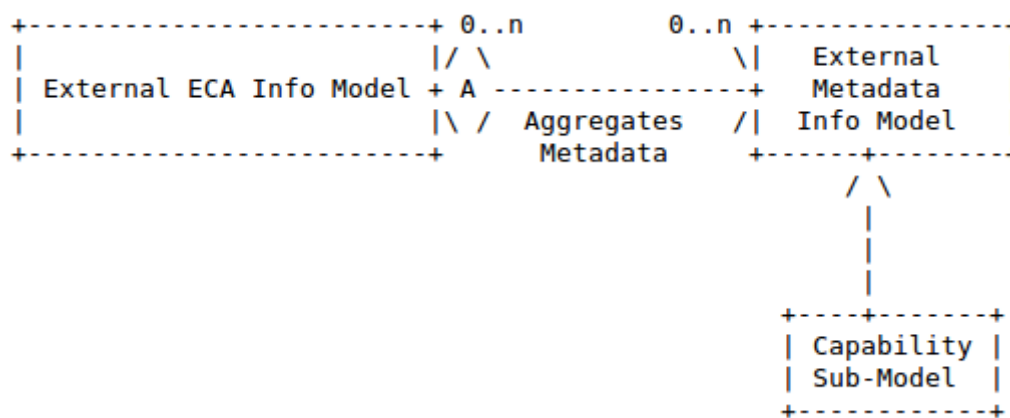 0..n 0..n
External
External ECA Info Model A Metadata
Aggregates Info Model
Metadata
Capability
Sub-Model